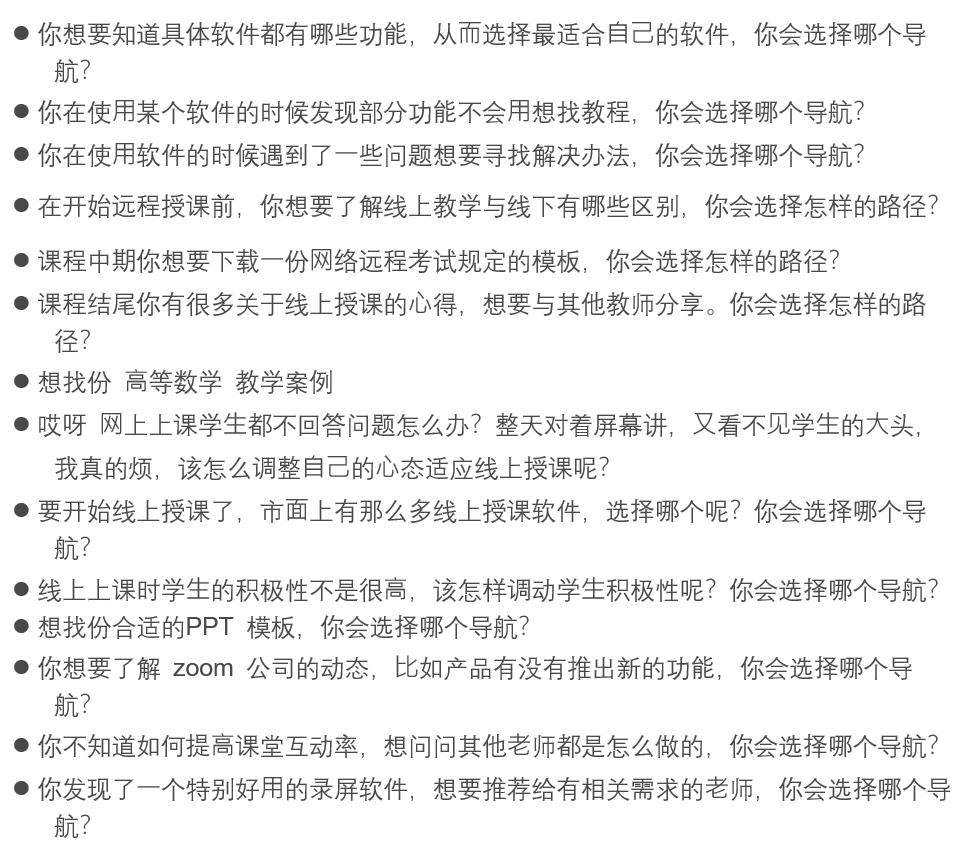 ● 你想要知道具体软件都有哪些功能，从而选择最适合自己的软件，你会选择哪个导
航？
● 你在使用某个软件的时候发现部分功能不会用想找教程，你会选择哪个导航？
● 你在使用软件的时候遇到了一些问题想要寻找解决办法，你会选择哪个导航？
● 在开始远程授课前，你想要了解线上教学与线下有哪些区别，你会选择怎样的路径？
● 课程中期你想要下载一份网络远程考试规定的模板，你会选择怎样的路径？
● 课程结尾你有很多关于线上授课的心得，想要与其他教师分享。你会选择怎样的路
径？
● 想找份 高等数学 教学案例
● 哎呀 网上上课学生都不回答问题怎么办？整天对着屏幕讲，又看不见学生的大头，
我真的烦，该怎么调整自己的心态适应线上授课呢？
● 要开始线上授课了，市面上有那么多线上授课软件，选择哪个呢？你会选择哪个导
航？
● 线上上课时学生的积极性不是很高，该怎样调动学生积极性呢？你会选择哪个导航？
● 想找份合适的PPT 模板，你会选择哪个导航？
● 你想要了解 zoom 公司的动态，比如产品有没有推出新的功能，你会选择哪个导
航？
● 你不知道如何提高课堂互动率，想问问其他老师都是怎么做的，你会选择哪个导航？
● 你发现了一个特别好用的录屏软件，想要推荐给有相关需求的老师，你会选择哪个导
航？